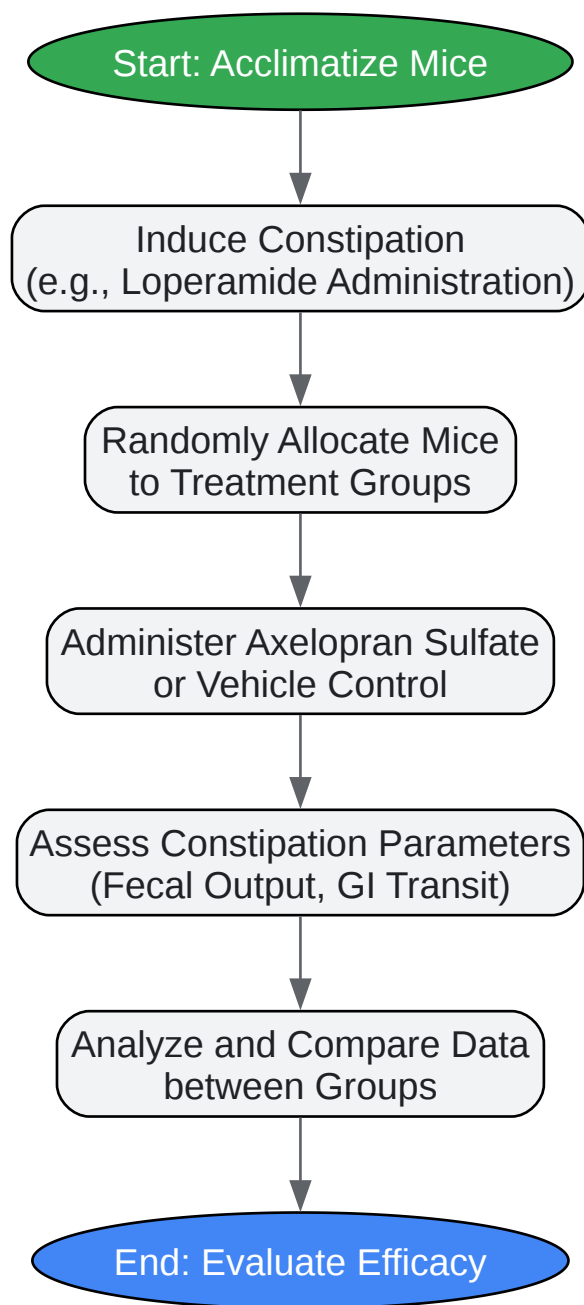 Start: Acclimatize Mice
Induce Constipation
(e.g., Loperamide Administration)
Randomly Allocate Mice
to Treatment Groups
Administer Axelopran Sulfate
or Vehicle Control
Assess Constipation Parameters
(Fecal Output, GI Transit)
Analyze and Compare Data
between Groups
End: Evaluate Efficacy